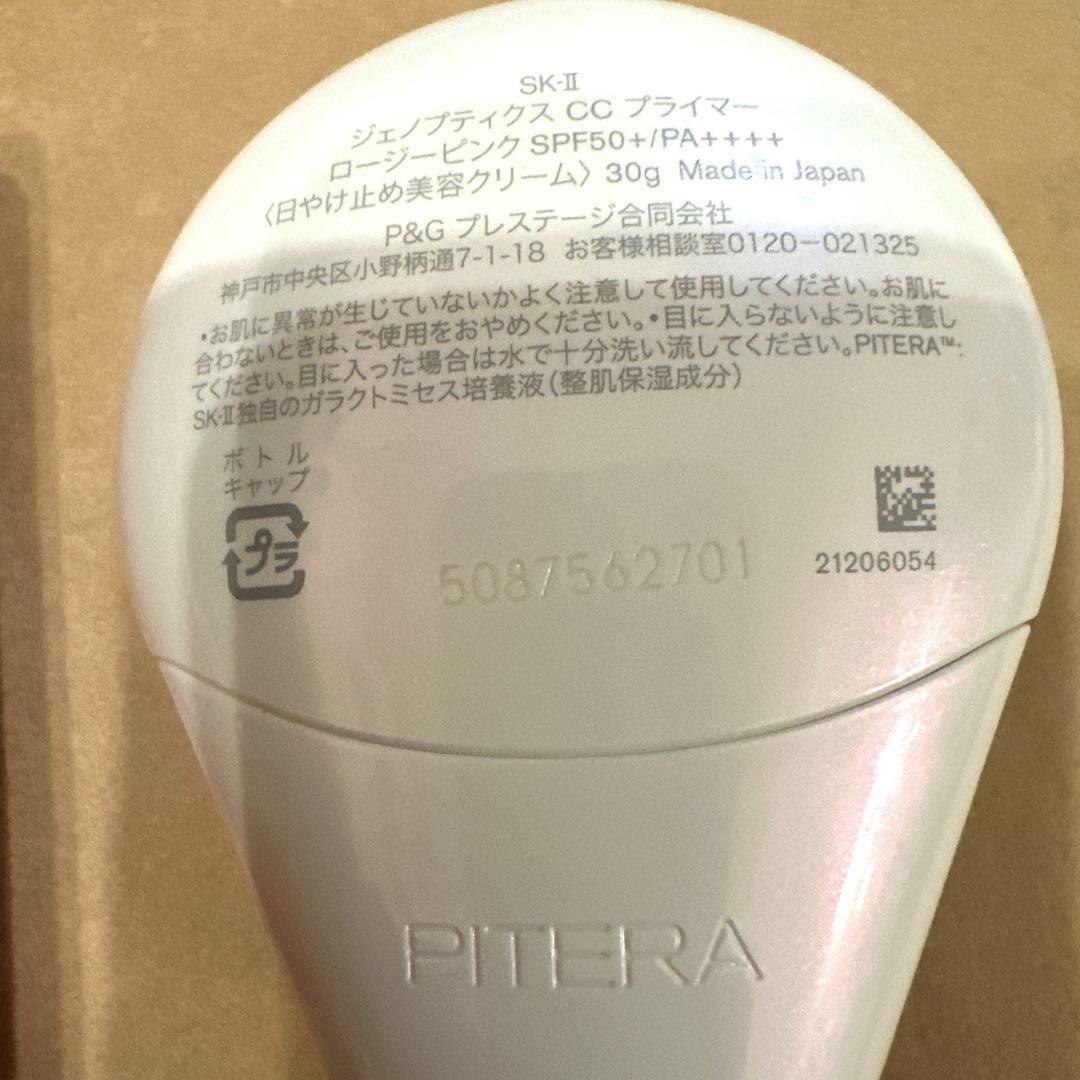 SK-II
ジェノプティクス CC プライマー
ロージーピンク SPF50+/PA++++
〈日やけ止め美容クリーム〉30g Made in Japan
P&G プレステージ合同会社
神戸市中央区小野柄通7-1-18 お客様相談室0120-021325
・お肌に異常が生じていないかよく注意して使用してください。お肌に
合わないときは、ご使用をおやめください。・目に入らないように注意し
てください。目に入った場合は水で十分洗い流してください。PITERA™:
SK-II独自のガラクトミセス培養液(整肌保湿成分)
ボトル
キャップ
プラ
5087562701
21206054
PITERA